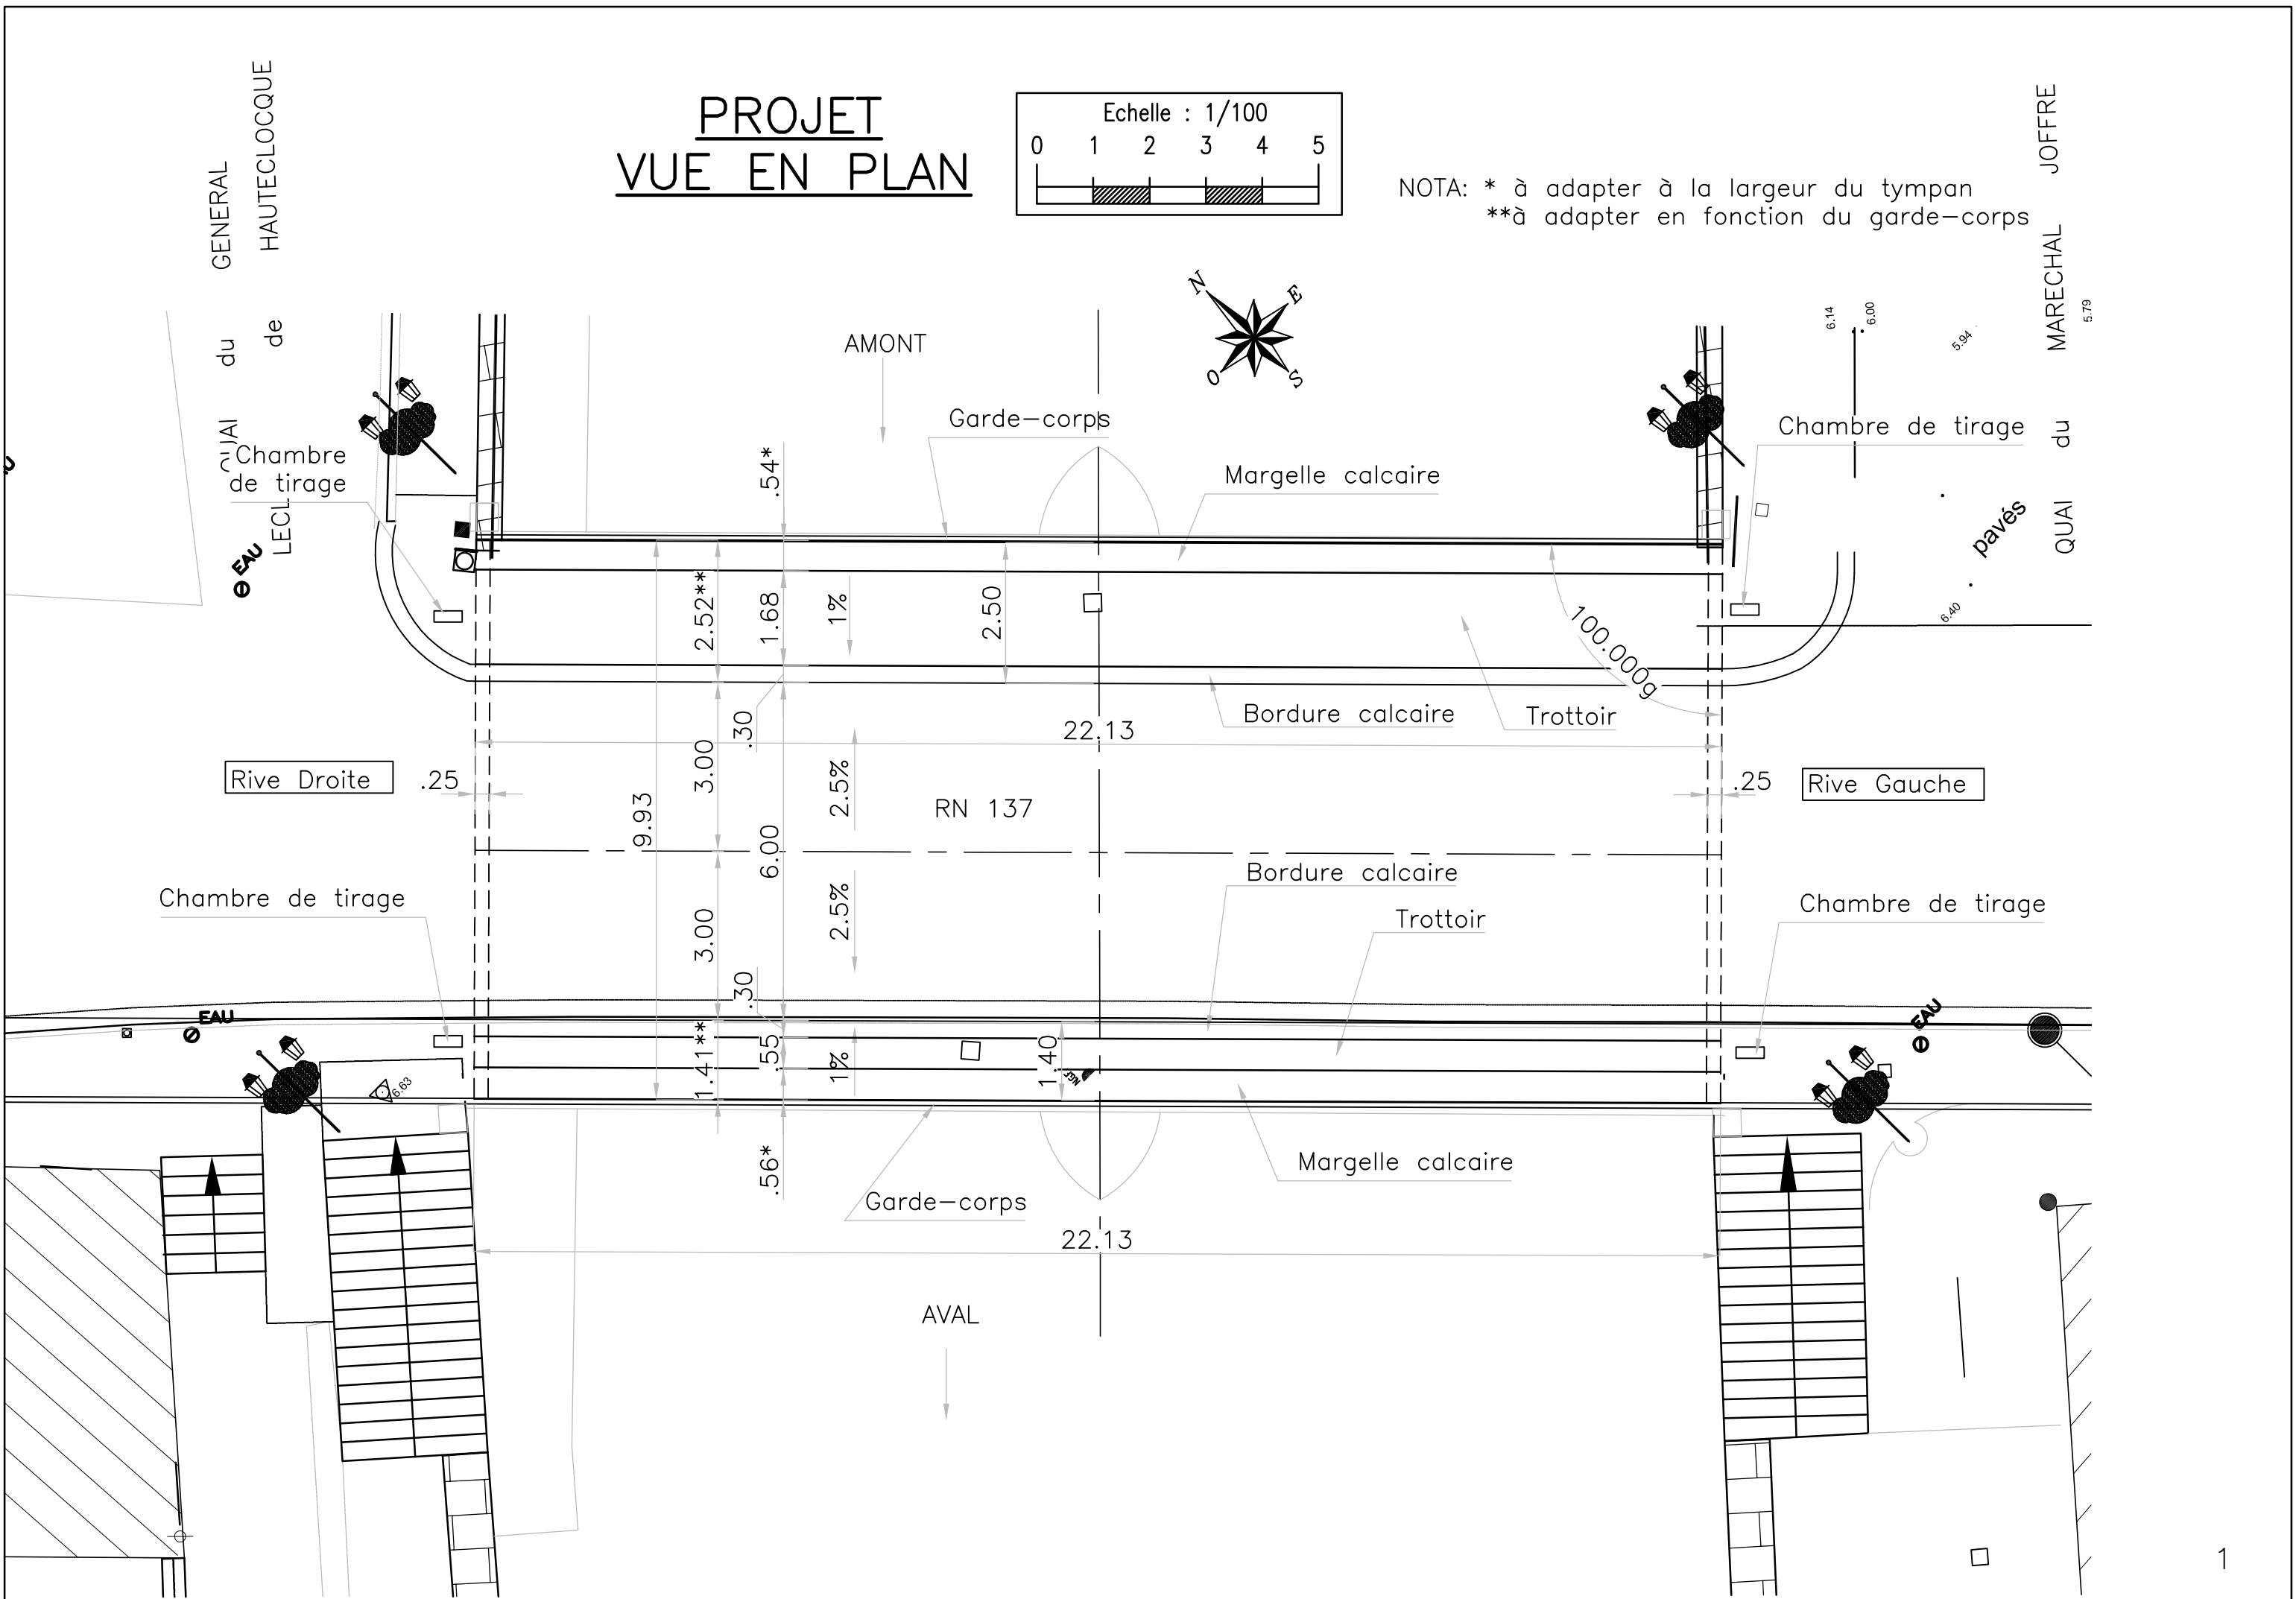 PROJET
VUE EN PLAN
Echelle : 1/100
0 1 2 3 4 5
NOTA: * à adapter à la largeur du tympan
**à adapter en fonction du garde-corps
QUAI du GENERAL
LECL
de HAUTECLOCQUE
QUAI du MARECHAL JOFFRE
N
E
O
S
AMONT
6.14
6.00
5.94
5.79
Garde-corps
Margelle calcaire
Chambre de tirage
Chambre
de tirage
EAU
pavés
6.40
.54*
2.52**
1.68
1%
2.50
100.000g
.30
Bordure calcaire
Trottoir
22.13
3.00
2.5%
Rive Droite
.25
9.93
6.00
RN 137
.25
Rive Gauche
Bordure calcaire
Chambre de tirage
3.00
2.5%
Trottoir
Chambre de tirage
.30
EAU
EAU
1.41**
.55
1%
1.40
NGF
6.63
.56*
Margelle calcaire
Garde-corps
22.13
AVAL
1